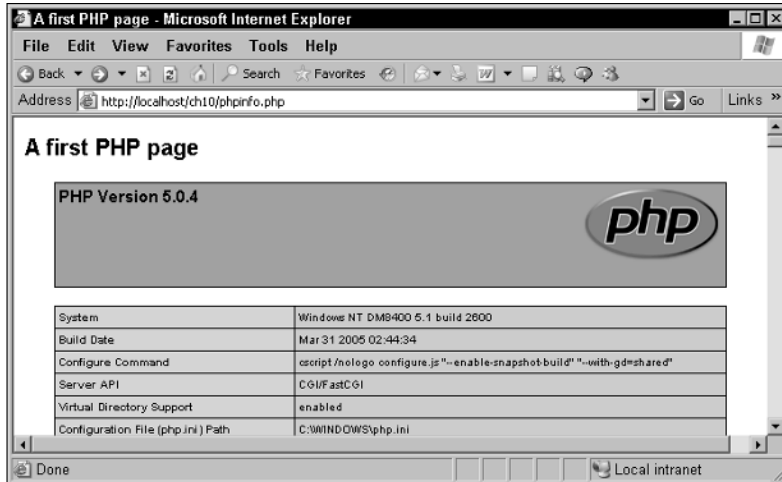 A first PHP page - Microsoft Internet Explorer
File Edit View Favorites Tools Help
Back Search Favorites
Address http://localhost/ch10/phpinfo.php Go Links »
A first PHP page
PHP Version 5.0.4
php
System Windows NT DM8400 5.1 build 2600
Build Date Mar 31 2005 02:44:34
Configure Command cscript /nologo configure.js "--enable-snapshot-build" "--with-gd=shared"
Server API CGI/FastCGI
Virtual Directory Support enabled
Configuration File (php.ini) Path C:\WINDOWS\php.ini
Done Local intranet